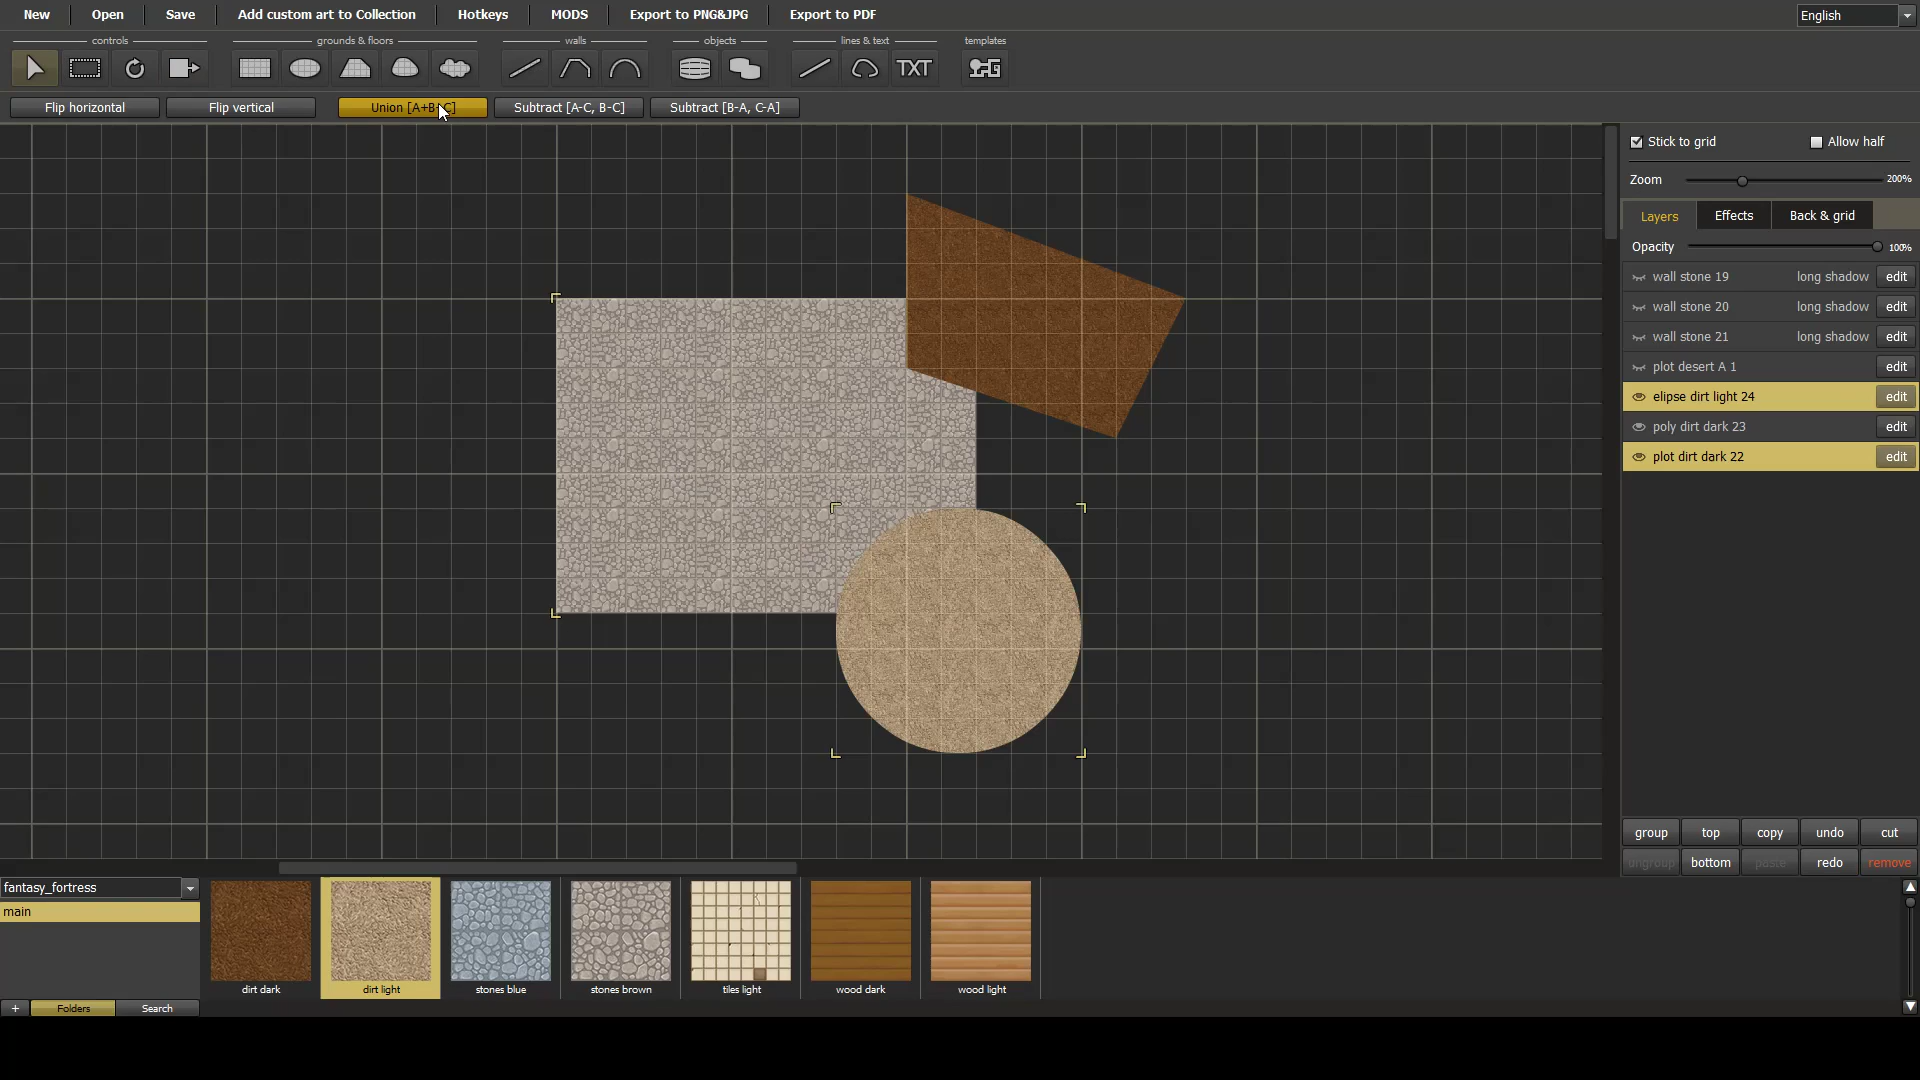 New Open Save Add custom art to Collection Hotkeys MODS Export to PNG&JPG Export to PDF English
controls grounds & floors walls objects lines & text templates
TXT
Flip horizontal Flip vertical Union [A+B+C] Subtract [A-C, B-C] Subtract [B-A, C-A]
Stick to grid Allow half
Zoom 200%
Layers Effects Back & grid
Opacity 100%
wall stone 19 long shadow edit
wall stone 20 long shadow edit
wall stone 21 long shadow edit
plot desert A 1 edit
elipse dirt light 24 edit
poly dirt dark 23 edit
plot dirt dark 22 edit
group top copy undo cut
ungroup bottom paste redo remove
fantasy_fortress
main
dirt dark dirt light stones blue stones brown tiles light wood dark wood light
+ Folders Search